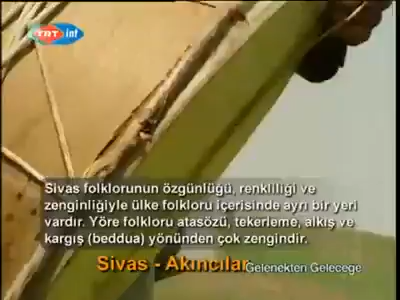 TRT int
Sivas folklorunun özgünlüğü, renkliliği ve
zenginliğiyle ülke folkloru içerisinde ayrı bir yeri
vardır. Yöre folkloru atasözü, tekerleme, alkış ve
kargış (beddua) yönünden çok zengindir.
Sivas - Akıncılar
Gelenekten Geleceğe